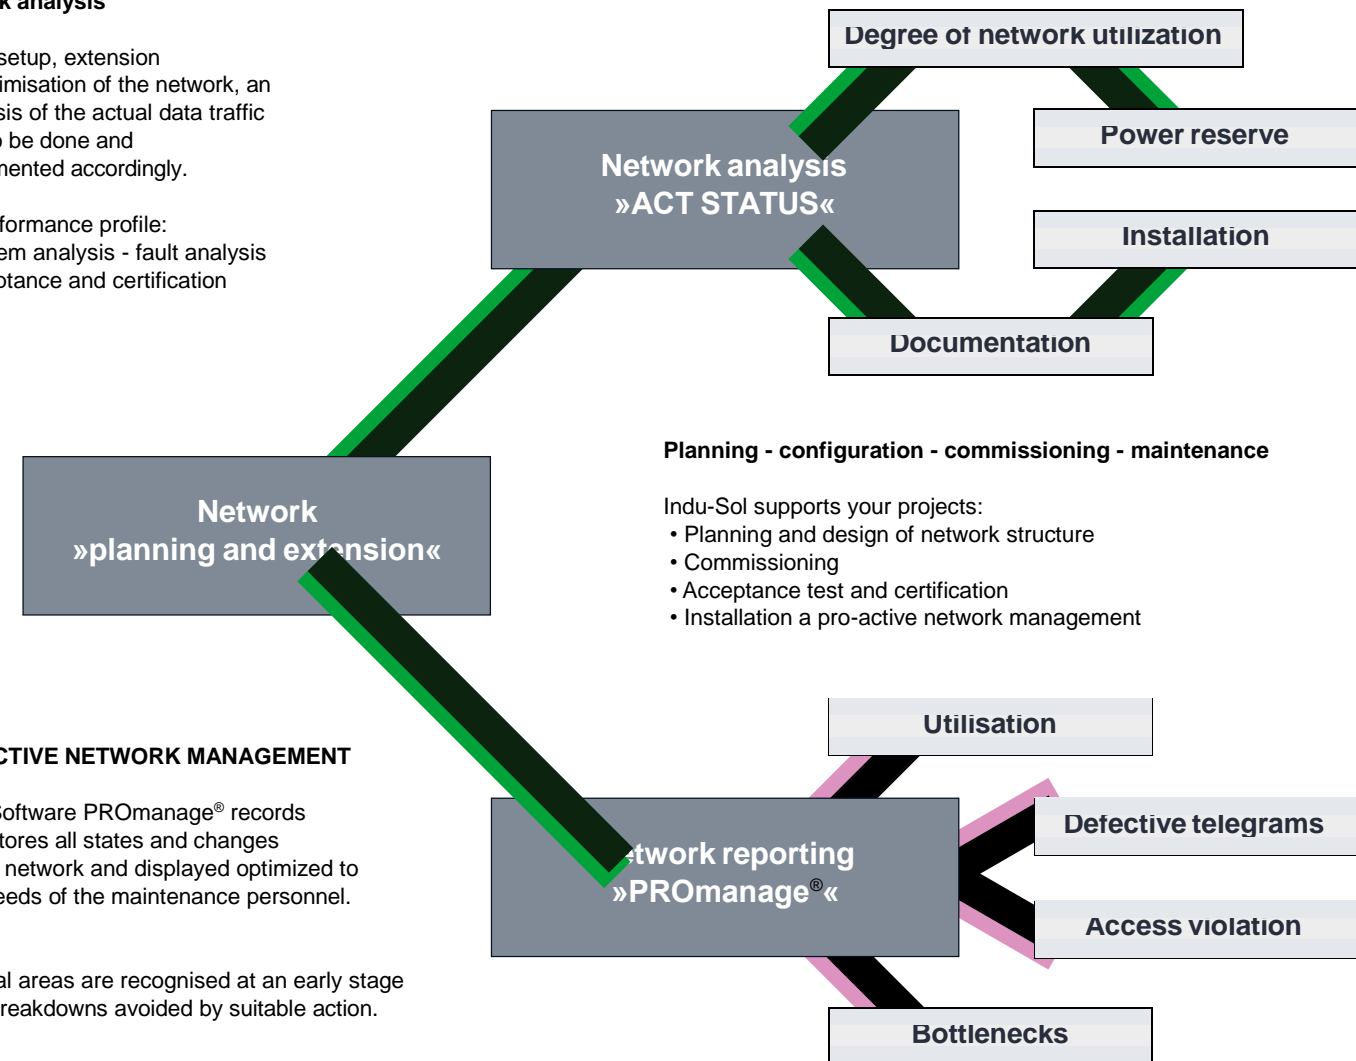 k analysis
setup, extension
timisation of the network, an
sis of the actual data traffic
o be done and
mented accordingly.
formance profile:
em analysis - fault analysis
ptance and certification
Degree of network utilization
Power reserve
Network analysis
»ACT STATUS«
Installation
Documentation
Network
»planning and extension«
Planning - configuration - commissioning - maintenance
Indu-Sol supports your projects:
• Planning and design of network structure
• Commissioning
• Acceptance test and certification
• Installation a pro-active network management
CTIVE NETWORK MANAGEMENT
Software PROmanage® records
tores all states and changes
network and displayed optimized to
eeds of the maintenance personnel.
al areas are recognised at an early stage
reakdowns avoided by suitable action.
Utilisation
Defective telegrams
etwork reporting
»PROmanage®«
Access violation
Bottlenecks